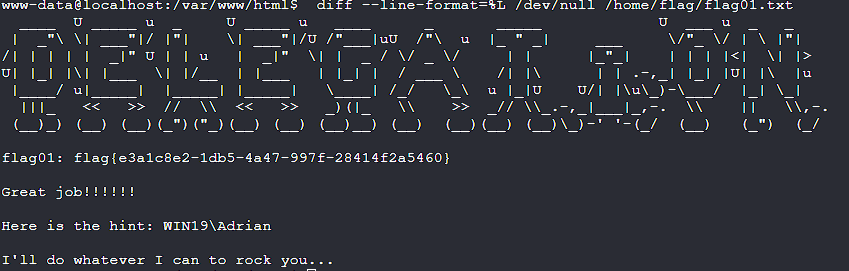 www-data@localhost:/var/www/html$ diff --line-format=%L /dev/null /home/flag/flag01.txt
DELEGATION
flag01: flag{e3a1c8e2-1db5-4a47-997f-28414f2a5460}
Great job!!!!!!
Here is the hint: WIN19\Adrian
I'll do whatever I can to rock you...